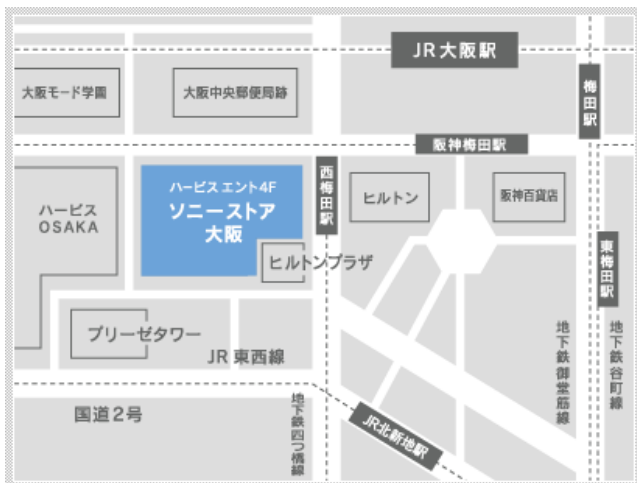 JR大阪駅
大阪モード学園
大阪中央郵便局跡
梅田駅
阪神梅田駅
ハービス
OSAKA
ハービス エント4F
ソニーストア
大阪
西梅田駅
ヒルトン
阪神百貨店
ヒルトンプラザ
東梅田駅
ブリーゼタワー
JR東西線
地下鉄御堂筋線
地下鉄谷町線
国道2号
地下鉄四つ橋線
JR北新地駅